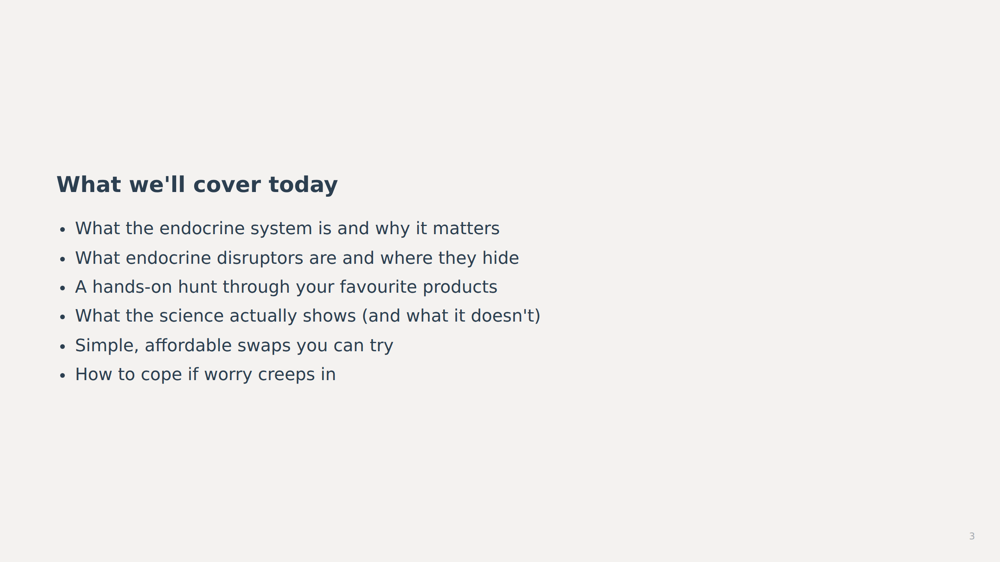 What we'll cover today
• What the endocrine system is and why it matters
• What endocrine disruptors are and where they hide
• A hands-on hunt through your favourite products
• What the science actually shows (and what it doesn't)
• Simple, affordable swaps you can try
• How to cope if worry creeps in
3